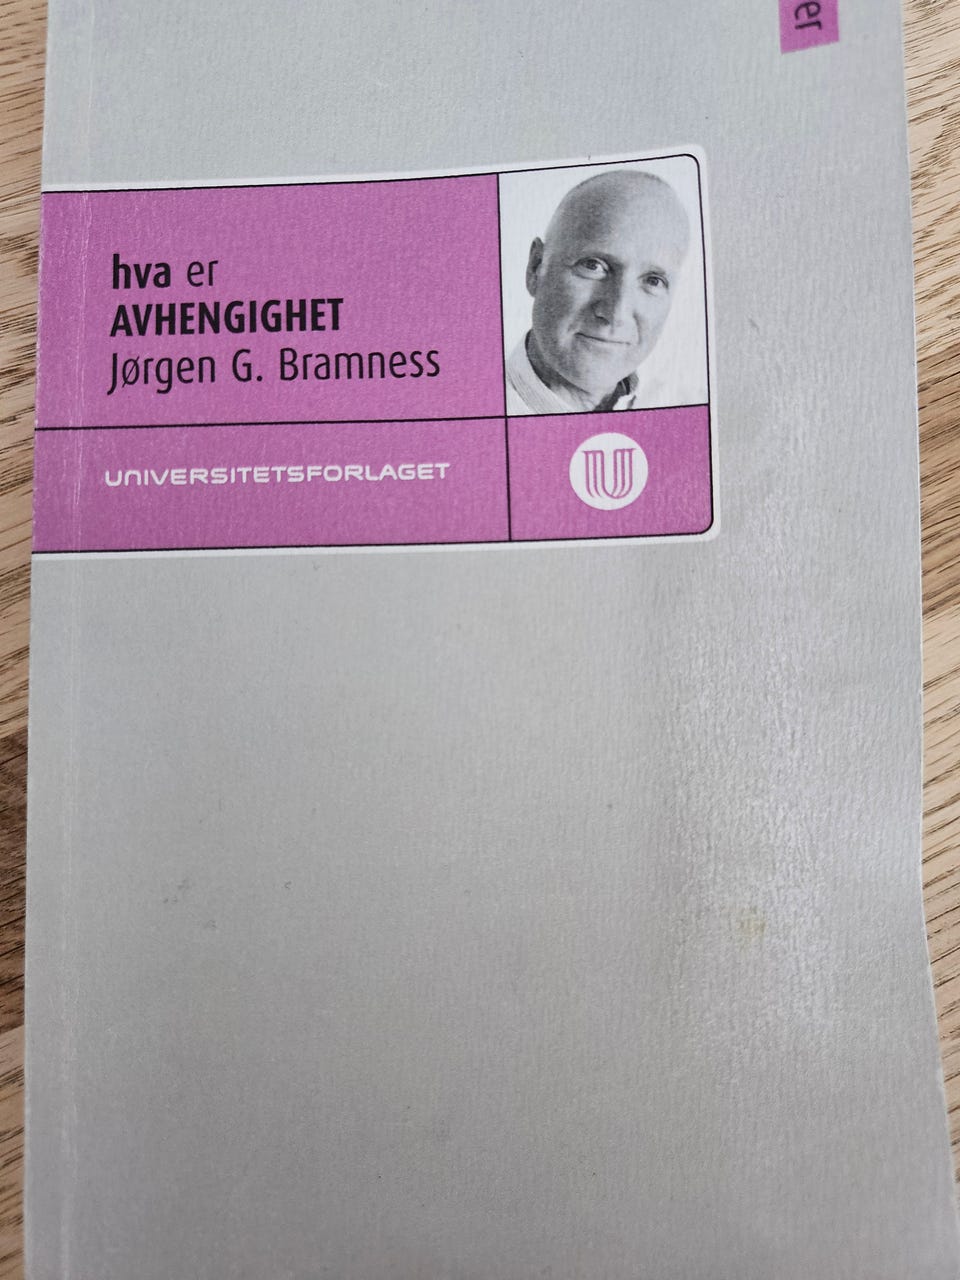 er
hva er
AVHENGIGHET
Jørgen G. Bramness
UNIVERSITETSFORLAGET
U